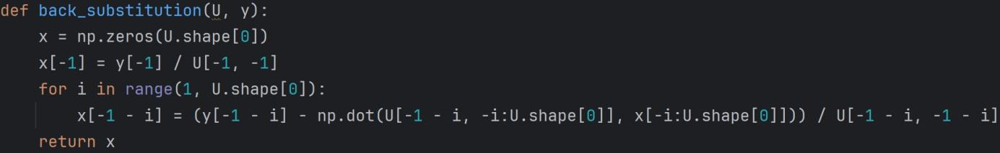 def back_substitution(U, y):
    x = np.zeros(U.shape[0])
    x[-1] = y[-1] / U[-1, -1]
    for i in range(1, U.shape[0]):
        x[-1 - i] = (y[-1 - i] - np.dot(U[-1 - i, -i:U.shape[0]], x[-i:U.shape[0]])) / U[-1 - i, -1 - i]
    return x